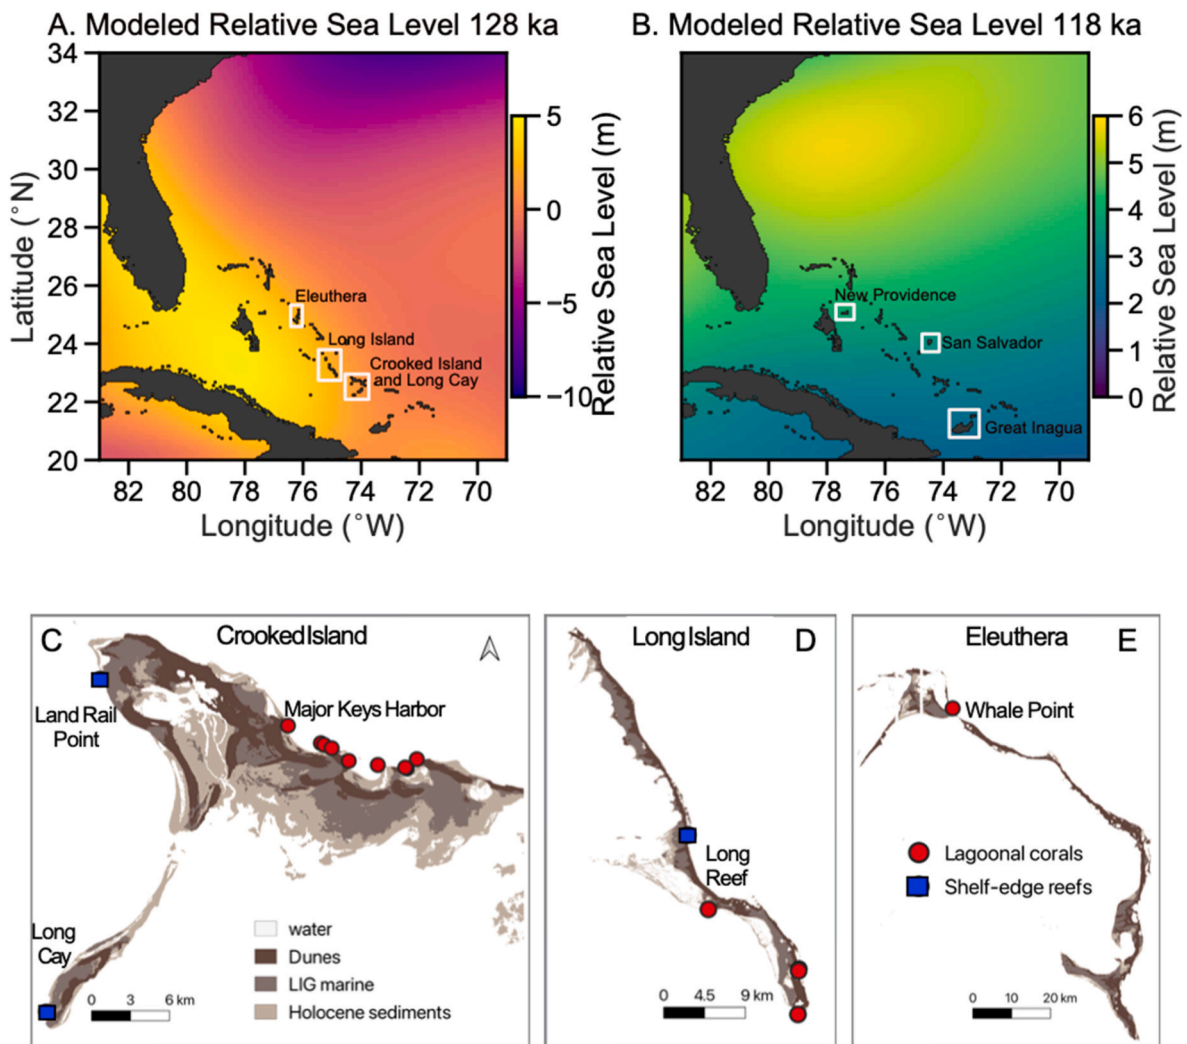 A. Modeled Relative Sea Level 128 ka
34
32
30
28
26
24
22
20
Latitude (°N)
82 80 78 76 74 72 70
Longitude (°W)
Eleuthera
Long Island
Crooked Island
and Long Cay
5
0
−5
−10
Relative Sea Level (m)
B. Modeled Relative Sea Level 118 ka
New Providence
San Salvador
Great Inagua
82 80 78 76 74 72 70
Longitude (°W)
6
5
4
3
2
1
0
Relative Sea Level (m)
C
Crooked Island
Land Rail
Point
Major Keys Harbor
Long
Cay
water
Dunes
LIG marine
Holocene sediments
0 3 6 km
Long Island D
Long
Reef
0 4.5 9 km
Eleuthera E
Whale Point
Lagoonal corals
Shelf-edge reefs
0 10 20 km